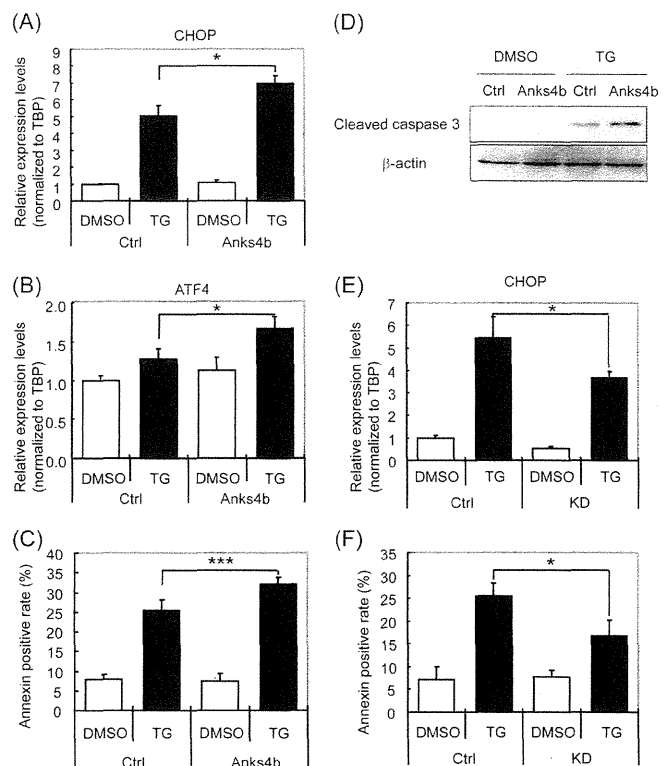 (A)
CHOP
Relative expression levels
(normalized to TBP)
9
8
7
6
5
4
3
2
1
0
*
DMSO TG DMSO TG
Ctrl Anks4b
(B)
ATF4
Relative expression levels
(normalized to TBP)
2.0
1.5
1.0
0.5
0.0
*
DMSO TG DMSO TG
Ctrl Anks4b
(C)
Annexin positive rate (%)
40
35
30
25
20
15
10
5
0
***
DMSO TG DMSO TG
Ctrl Anks4b
(D)
DMSO TG
Ctrl Anks4b Ctrl Anks4b
Cleaved caspase 3
β-actin
(E)
CHOP
Relative expression levels
(normalized to TBP)
7
6
5
4
3
2
1
0
*
DMSO TG DMSO TG
Ctrl KD
(F)
Annexin positive rate (%)
35
30
25
20
15
10
5
0
*
DMSO TG DMSO TG
Ctrl KD